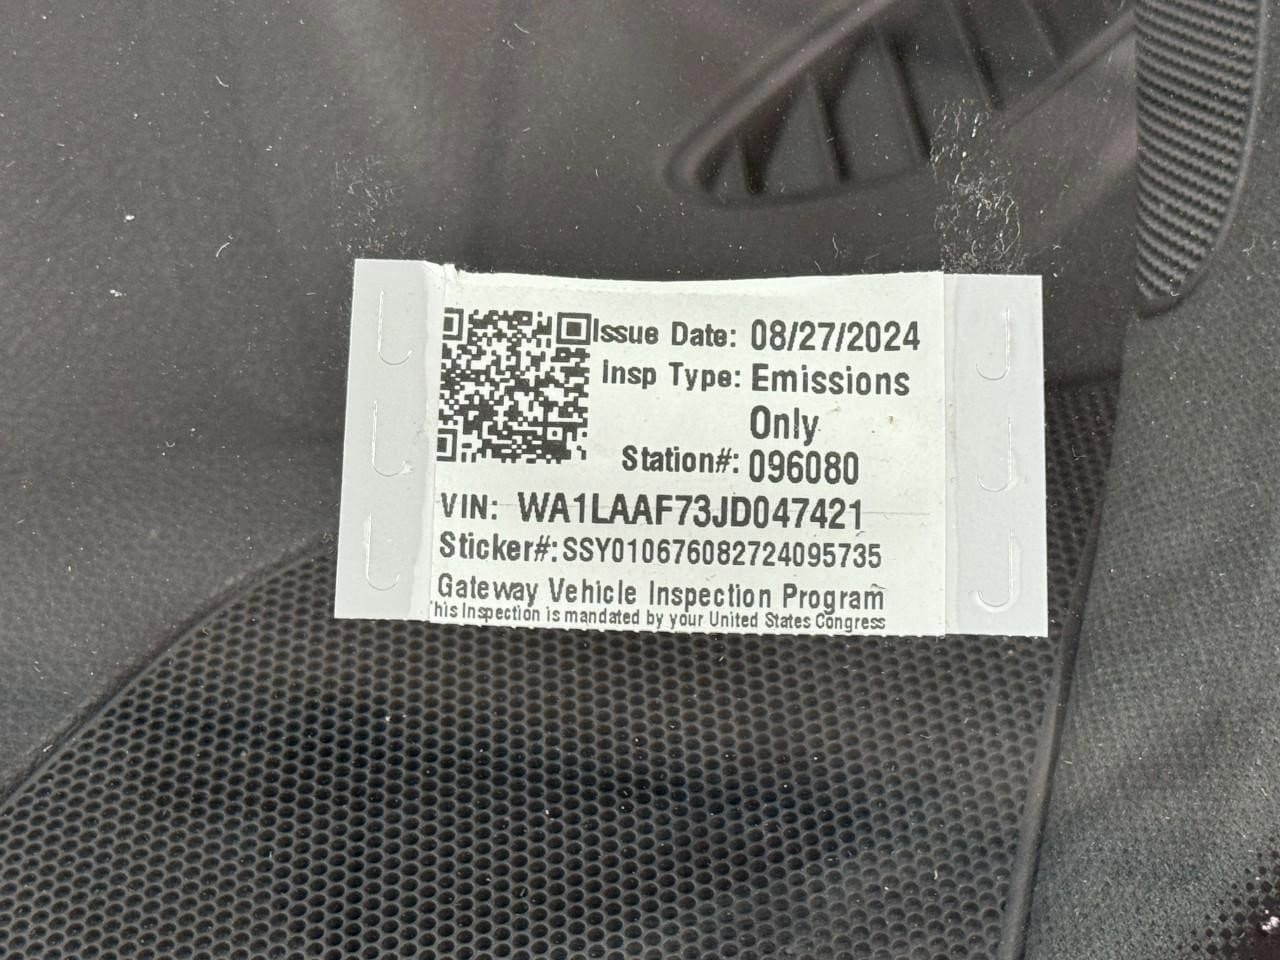 Issue Date: 08/27/2024
Insp Type: Emissions
Only
Station#: 096080
VIN: WA1LAAF73JD047421
Sticker#: SSY010676082724095735
Gateway Vehicle Inspection Program
his Inspection is mandated by your United States Congress